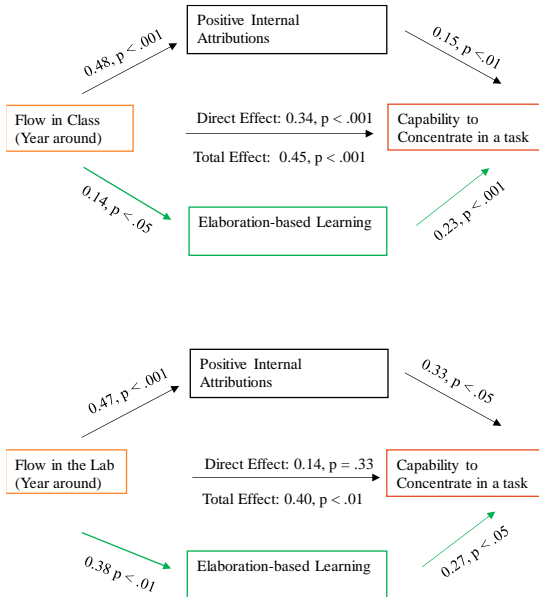 Positive Internal
Attributions
0.48, p < .001
0.15, p < .01
Flow in Class
(Year around)
Direct Effect: 0.34, p < .001
Total Effect: 0.45, p < .001
Capability to
Concentrate in a task
0.14, p < .05
Elaboration-based Learning
0.23, p < .001
Positive Internal
Attributions
0.47, p < .001
0.33, p < .05
Flow in the Lab
(Year around)
Direct Effect: 0.14, p = .33
Total Effect: 0.40, p < .01
Capability to
Concentrate in a task
0.38 p < .01
Elaboration-based Learning
0.27, p < .05